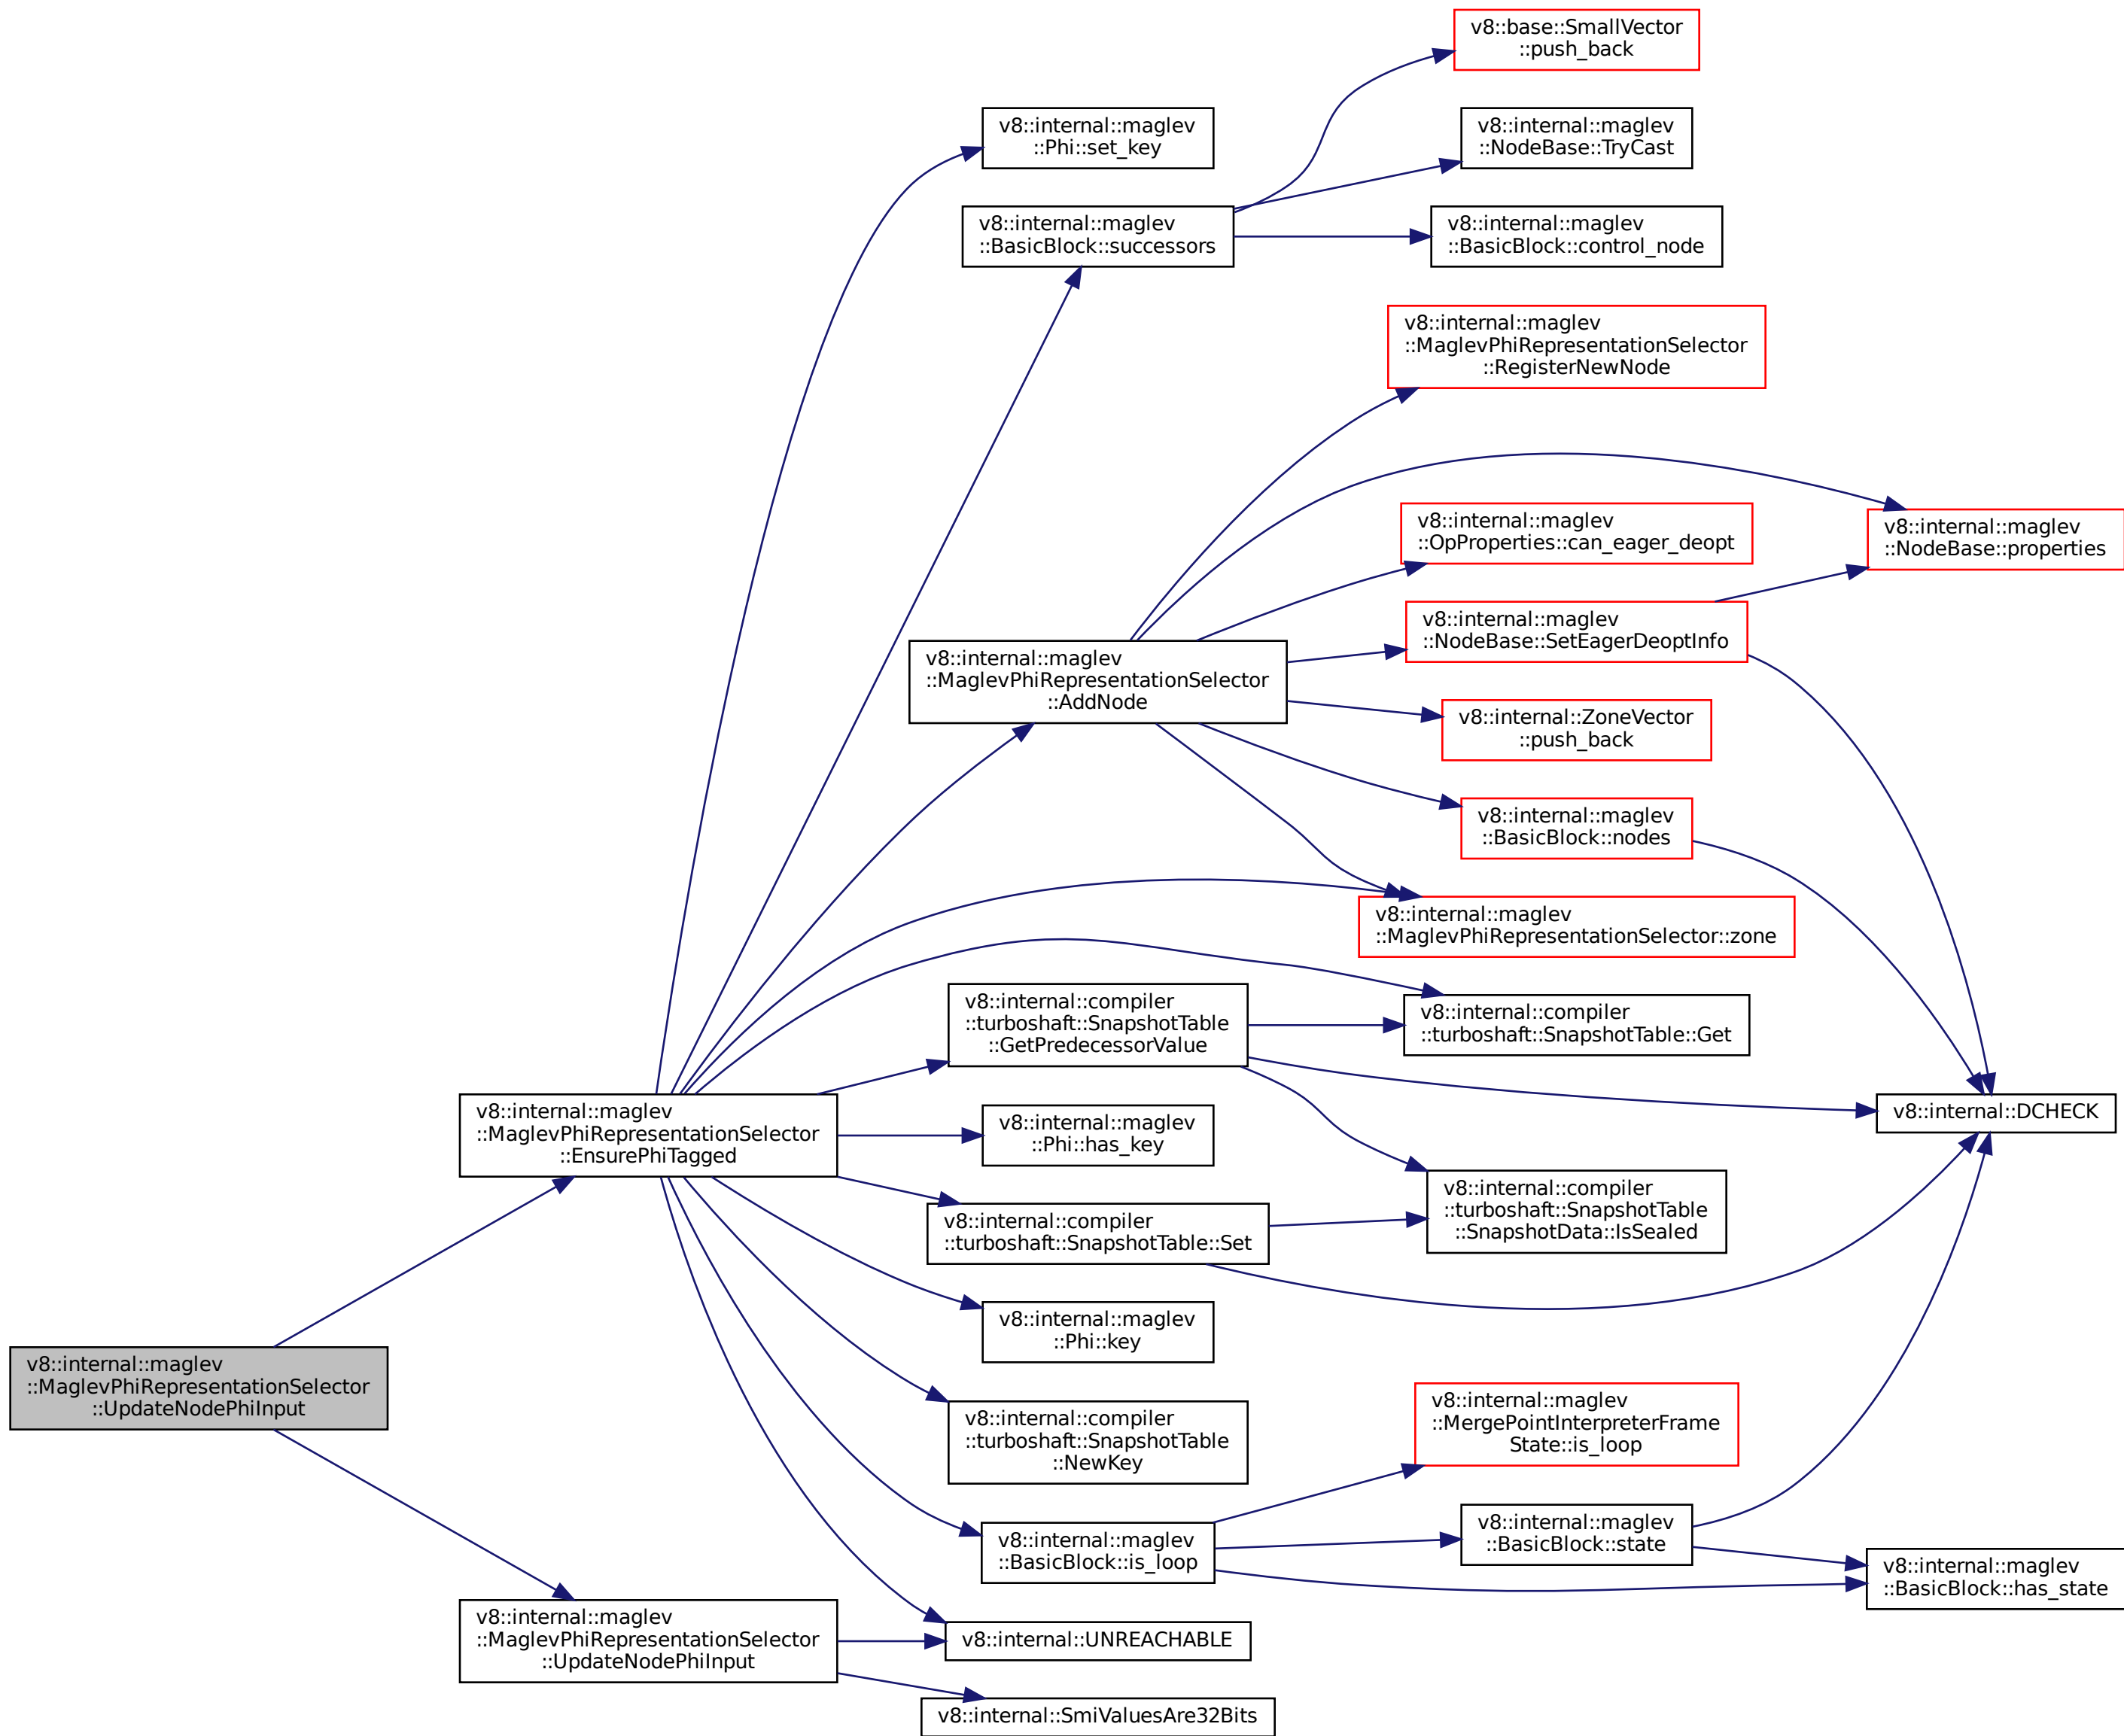 v8::base::SmallVector
::push_back
v8::internal::maglev
::Phi::set_key
v8::internal::maglev
::NodeBase::TryCast
v8::internal::maglev
::BasicBlock::successors
v8::internal::maglev
::BasicBlock::control_node
v8::internal::maglev
::MaglevPhiRepresentationSelector
::RegisterNewNode
v8::internal::maglev
::OpProperties::can_eager_deopt
v8::internal::maglev
::NodeBase::properties
v8::internal::maglev
::NodeBase::SetEagerDeoptInfo
v8::internal::maglev
::MaglevPhiRepresentationSelector
::AddNode
v8::internal::ZoneVector
::push_back
v8::internal::maglev
::BasicBlock::nodes
v8::internal::maglev
::MaglevPhiRepresentationSelector::zone
v8::internal::compiler
::turboshaft::SnapshotTable
::GetPredecessorValue
v8::internal::compiler
::turboshaft::SnapshotTable::Get
v8::internal::DCHECK
v8::internal::maglev
::MaglevPhiRepresentationSelector
::EnsurePhiTagged
v8::internal::maglev
::Phi::has_key
v8::internal::compiler
::turboshaft::SnapshotTable
::SnapshotData::IsSealed
v8::internal::compiler
::turboshaft::SnapshotTable::Set
v8::internal::maglev
::Phi::key
v8::internal::maglev
::MaglevPhiRepresentationSelector
::UpdateNodePhiInput
v8::internal::compiler
::turboshaft::SnapshotTable
::NewKey
v8::internal::maglev
::MergePointInterpreterFrame
State::is_loop
v8::internal::maglev
::BasicBlock::is_loop
v8::internal::maglev
::BasicBlock::state
v8::internal::maglev
::BasicBlock::has_state
v8::internal::maglev
::MaglevPhiRepresentationSelector
::UpdateNodePhiInput
v8::internal::UNREACHABLE
v8::internal::SmiValuesAre32Bits